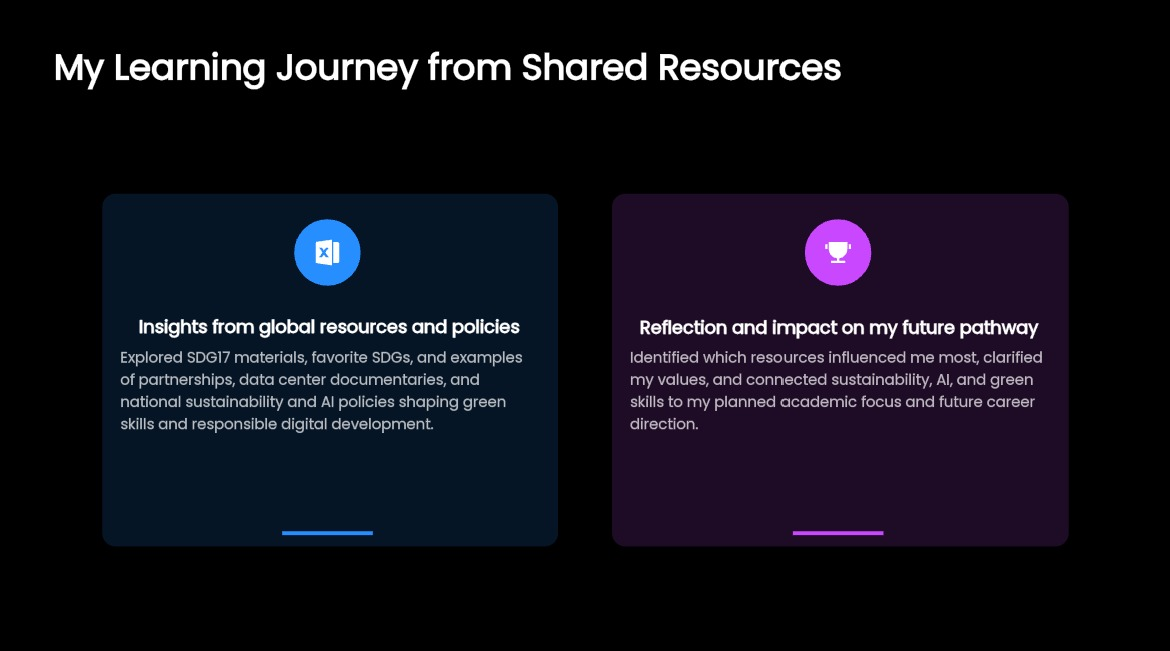 My Learning Journey from Shared Resources
Insights from global resources and policies
Explored SDG17 materials, favorite SDGs, and examples
of partnerships, data center documentaries, and
national sustainability and AI policies shaping green
skills and responsible digital development.
Reflection and impact on my future pathway
Identified which resources influenced me most, clarified
my values, and connected sustainability, AI, and green
skills to my planned academic focus and future career
direction.